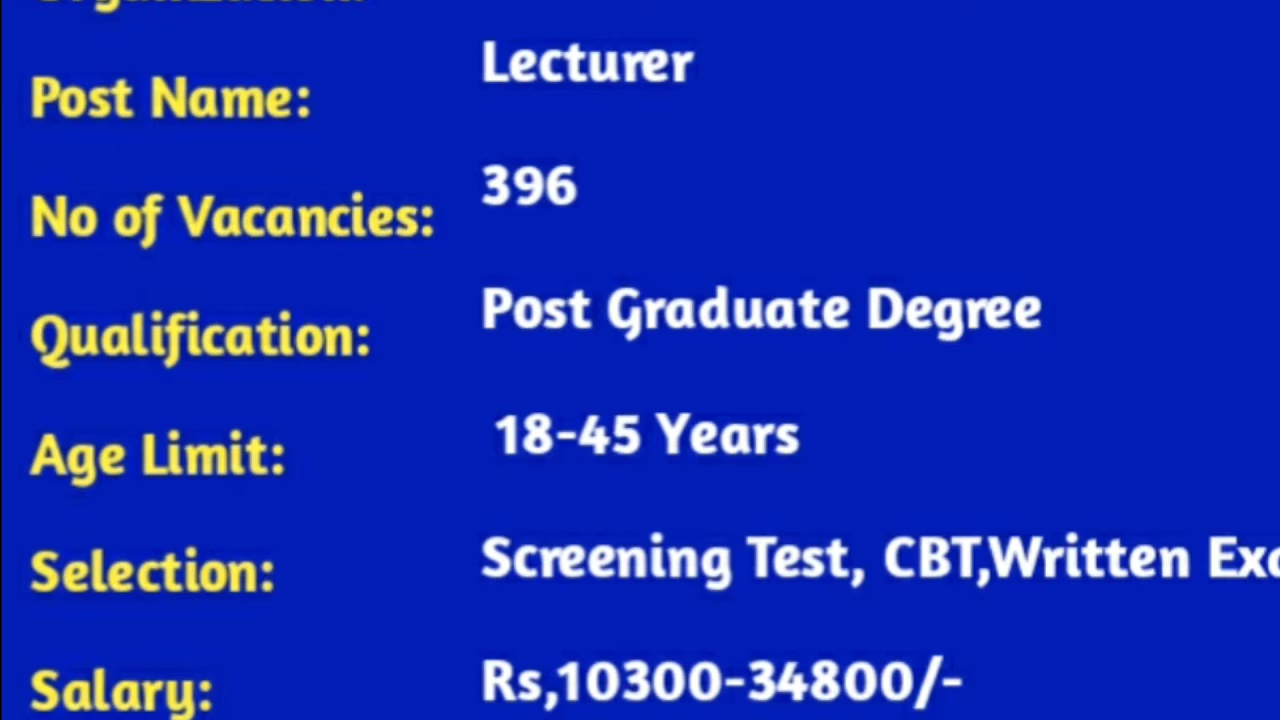 Post Name: Lecturer
No of Vacancies: 396
Qualification: Post Graduate Degree
Age Limit: 18-45 Years
Selection: Screening Test, CBT,Written
Salary: Rs,10300-34800/-